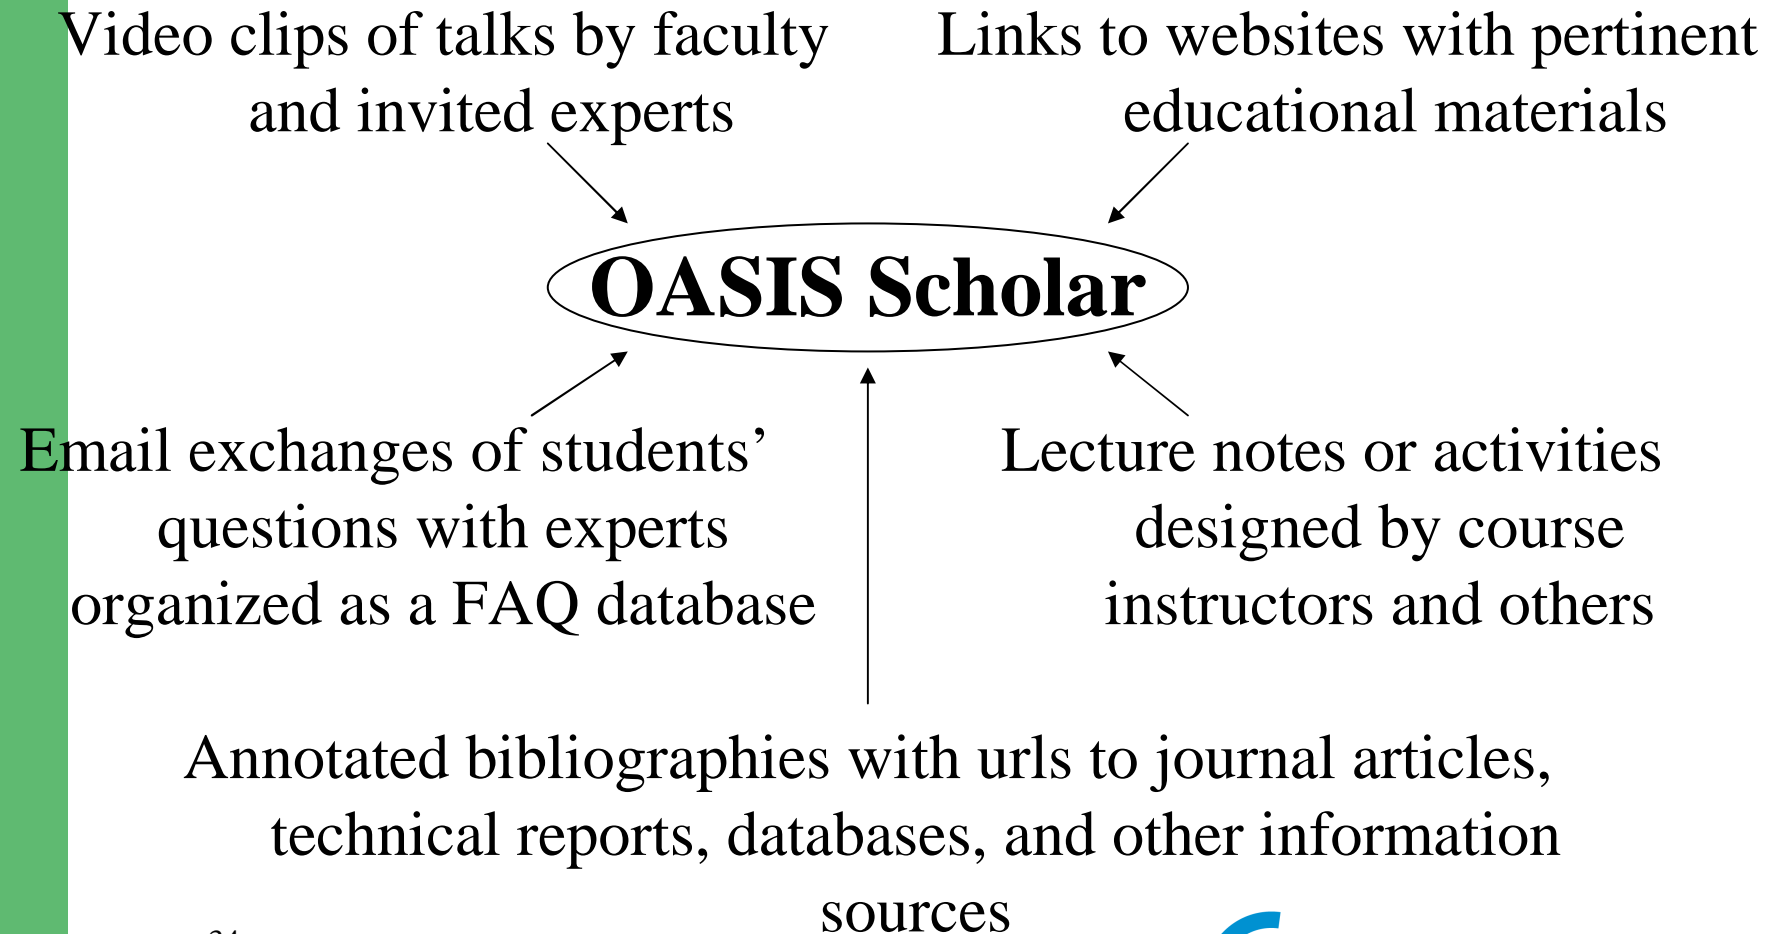 Video clips of talks by faculty
and invited experts
Links to websites with pertinent
educational materials
OASIS Scholar
Email exchanges of students’
questions with experts
organized as a FAQ database
Lecture notes or activities
designed by course
instructors and others
Annotated bibliographies with urls to journal articles,
technical reports, databases, and other information
sources